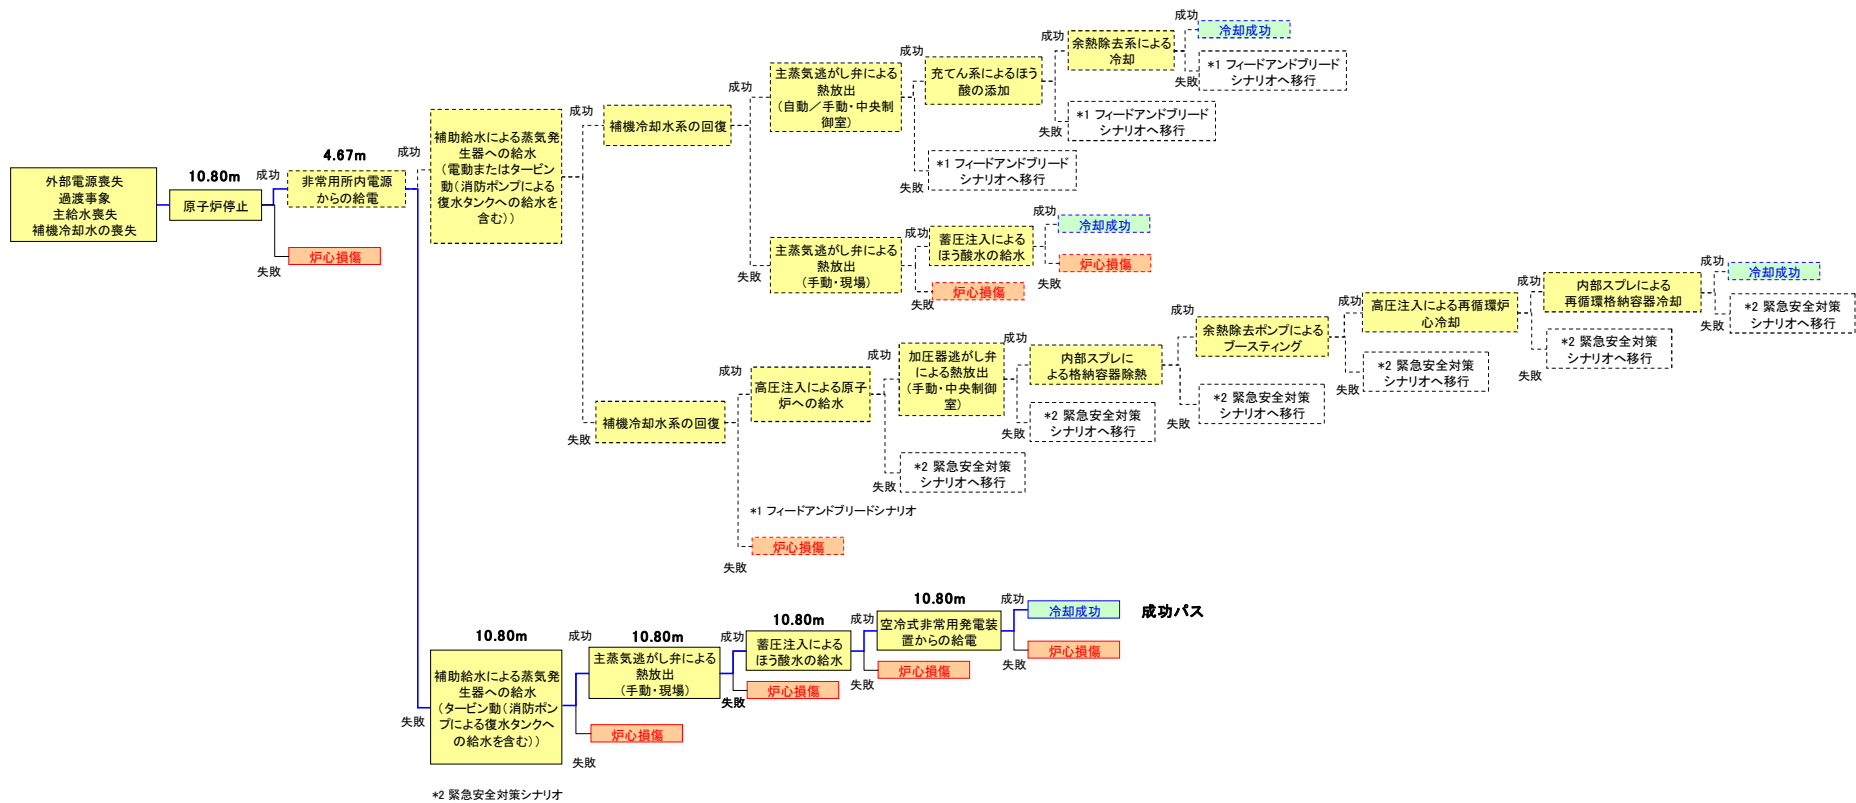 外部電源喪失
過渡事象
主給水喪失
補機冷却水の喪失
10.80m
原子炉停止
成功
失敗
炉心損傷
4.67m
非常用所内電源
からの給電
成功
失敗
補助給水による蒸気発
生器への給水
(電動またはタービン
動(消防ポンプによる
復水タンクへの給水を
含む))
成功
失敗
補機冷却水系の回復
成功
失敗
主蒸気逃がし弁による
熱放出
(自動/手動・中央制
御室)
成功
失敗
*1 フィードアンドブリード
シナリオへ移行
充てん系によるほう
酸の添加
成功
失敗
*1 フィードアンドブリード
シナリオへ移行
余熱除去系による
冷却
成功
失敗
冷却成功
*1 フィードアンドブリード
シナリオへ移行
主蒸気逃がし弁による
熱放出
(手動・現場)
成功
失敗
炉心損傷
蓄圧注入による
ほう酸水の給水
成功
失敗
冷却成功
炉心損傷
補機冷却水系の回復
成功
失敗
炉心損傷
*1 フィードアンドブリードシナリオ
高圧注入による原子
炉への給水
成功
失敗
*2 緊急安全対策
シナリオへ移行
加圧器逃がし弁
による熱放出
(手動・中央制御
室)
成功
失敗
*2 緊急安全対策
シナリオへ移行
内部スプレに
よる格納容器除熱
成功
失敗
*2 緊急安全対策
シナリオへ移行
余熱除去ポンプによる
ブースティング
成功
失敗
*2 緊急安全対策
シナリオへ移行
高圧注入による再循環炉
心冷却
成功
失敗
*2 緊急安全対策
シナリオへ移行
内部スプレによる
再循環格納容器冷却
成功
失敗
冷却成功
*2 緊急安全対策
シナリオへ移行
10.80m
補助給水による蒸気発
生器への給水
(タービン動(消防ポン
プによる復水タンクへ
の給水を含む))
成功
失敗
炉心損傷
10.80m
主蒸気逃がし弁による
熱放出
(手動・現場)
成功
失敗
炉心損傷
10.80m
蓄圧注入による
ほう酸水の給水
成功
失敗
炉心損傷
10.80m
空冷式非常用発電装
置からの給電
成功
失敗
冷却成功
炉心損傷
成功パス
*2 緊急安全対策シナリオ